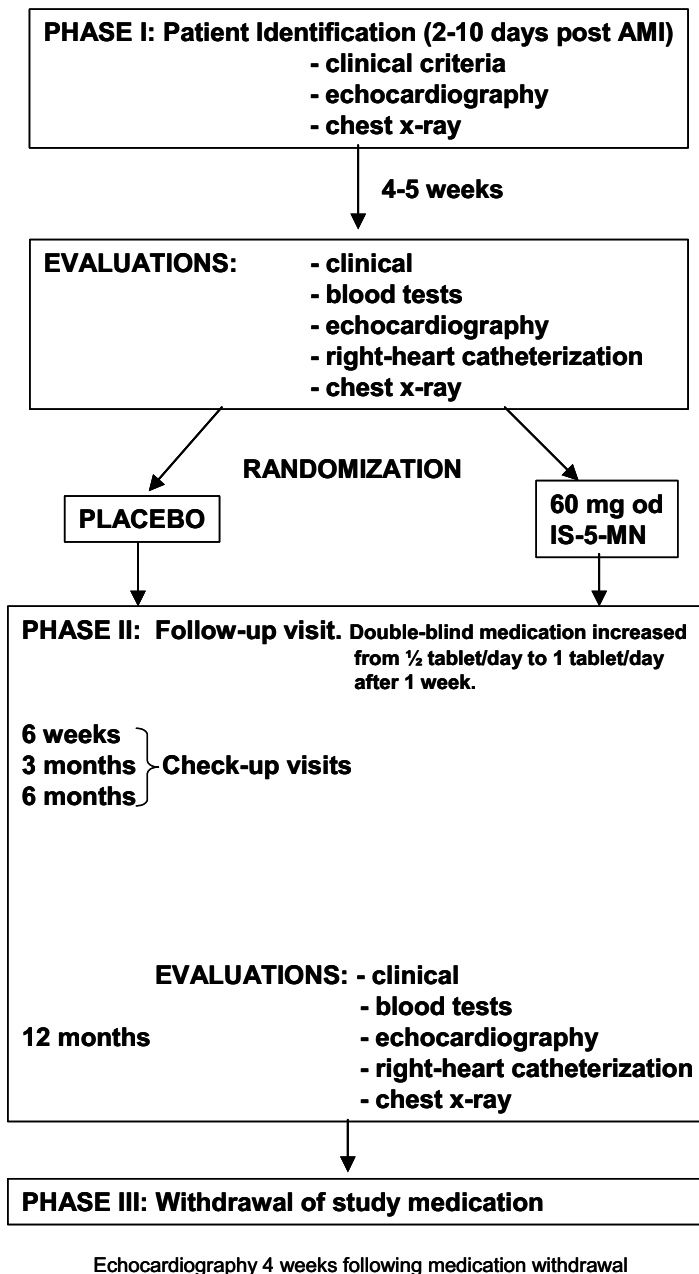 PHASE I: Patient Identification (2-10 days post AMI)
- clinical criteria
- echocardiography
- chest x-ray
4-5 weeks
EVALUATIONS: - clinical
- blood tests
- echocardiography
- right-heart catheterization
- chest x-ray
RANDOMIZATION
PLACEBO
60 mg od
IS-5-MN
PHASE II: Follow-up visit. Double-blind medication increased
from ½ tablet/day to 1 tablet/day
after 1 week.
6 weeks
3 months Check-up visits
6 months
EVALUATIONS: - clinical
- blood tests
12 months - echocardiography
- right-heart catheterization
- chest x-ray
PHASE III: Withdrawal of study medication
Echocardiography 4 weeks following medication withdrawal